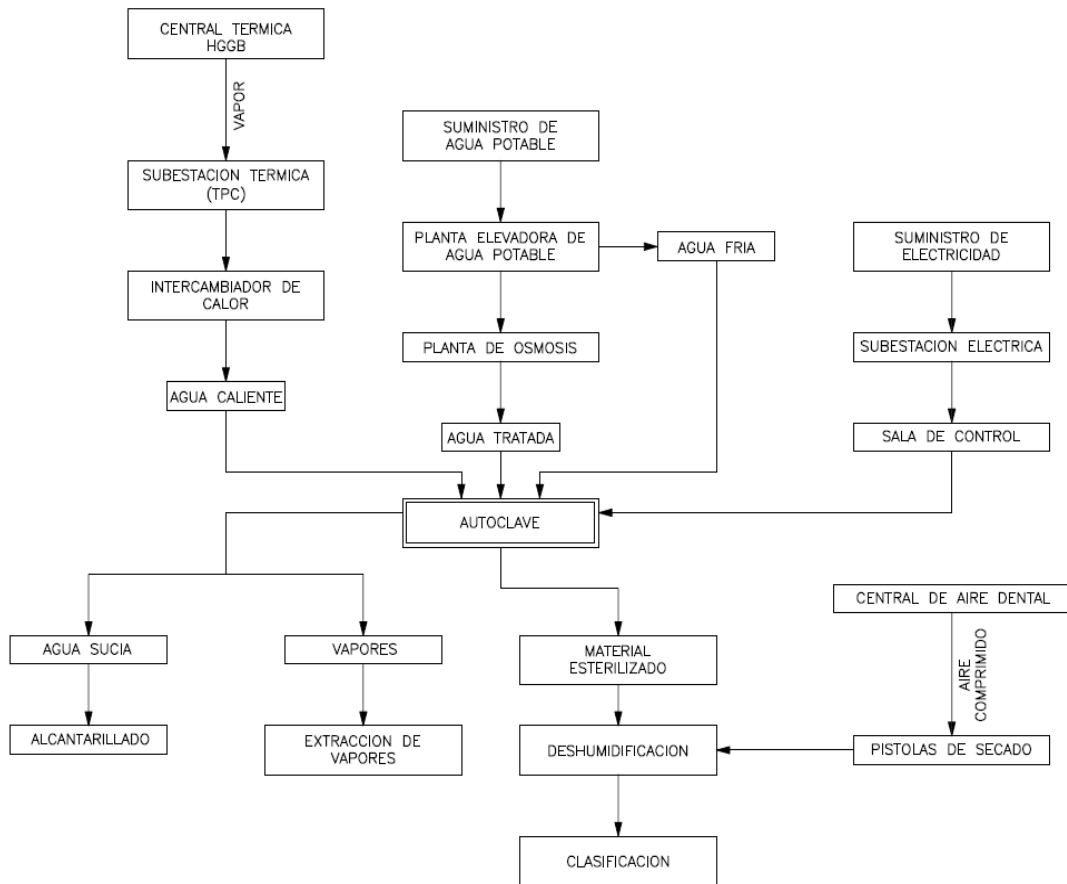 CENTRAL TERMICA
HGGB
VAPOR
SUMINISTRO DE
AGUA POTABLE
SUBESTACION TERMICA
(TPC)
PLANTA ELEVADORA DE
AGUA POTABLE
AGUA FRIA
SUMINISTRO DE
ELECTRICIDAD
INTERCAMBIADOR DE
CALOR
PLANTA DE OSMOSIS
SUBESTACION ELECTRICA
AGUA CALIENTE
AGUA TRATADA
SALA DE CONTROL
AUTOCLAVE
CENTRAL DE AIRE DENTAL
AGUA SUCIA
VAPORES
MATERIAL
ESTERILIZADO
AIRE
COMPRIMIDO
ALCANTARILLADO
EXTRACCION DE
VAPORES
DESHUMIDIFICACION
PISTOLAS DE SECADO
CLASIFICACION